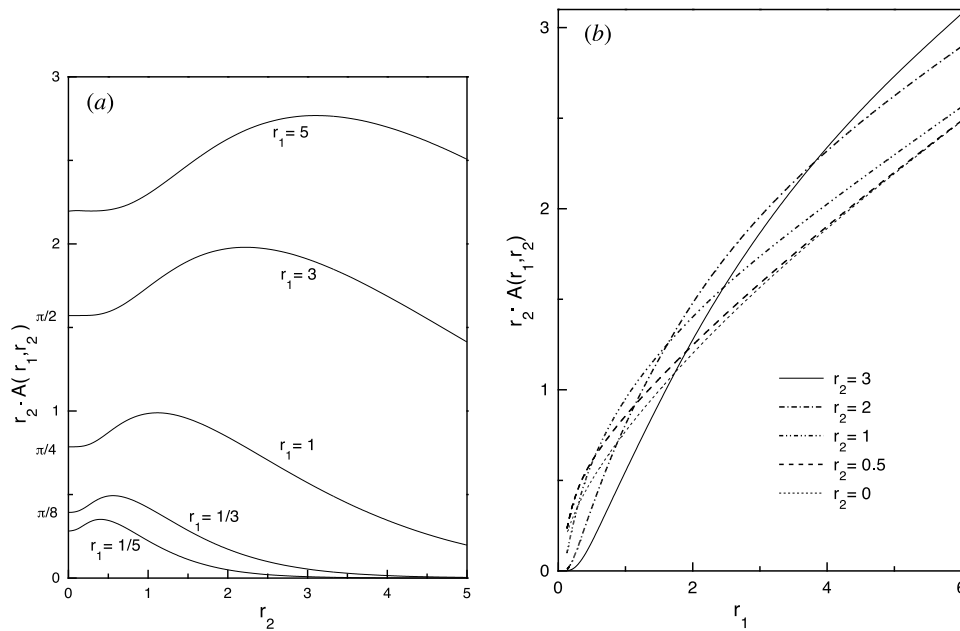 (a)
3
2
π/2
1
π/4
π/8
0
r2 · A( r1,r2 )
r1= 5
r1= 3
r1= 1
r1= 1/3
r1= 1/5
0 1 2 3 4 5
r2
(b)
3
2
1
0
r2 · A(r1,r2)
r2= 3
r2= 2
r2= 1
r2= 0.5
r2= 0
0 2 4 6
r1